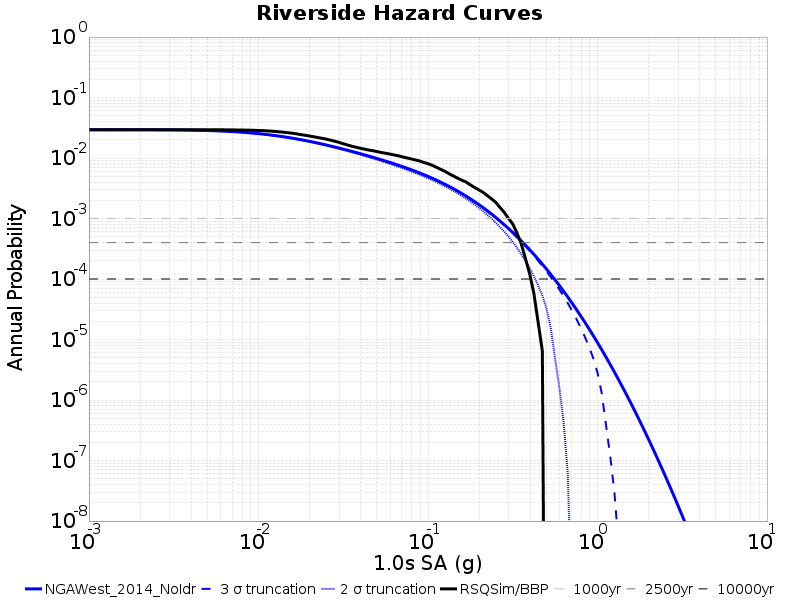 Riverside Hazard Curves
10^0
10^-1
10^-2
10^-3
10^-4
10^-5
10^-6
10^-7
10^-8
Annual Probability
10^-3 10^-2 10^-1 10^0 10^1
1.0s SA (g)
NGAWest_2014_NoIdr 3 σ truncation 2 σ truncation RSQSim/BBP 1000yr 2500yr 10000yr